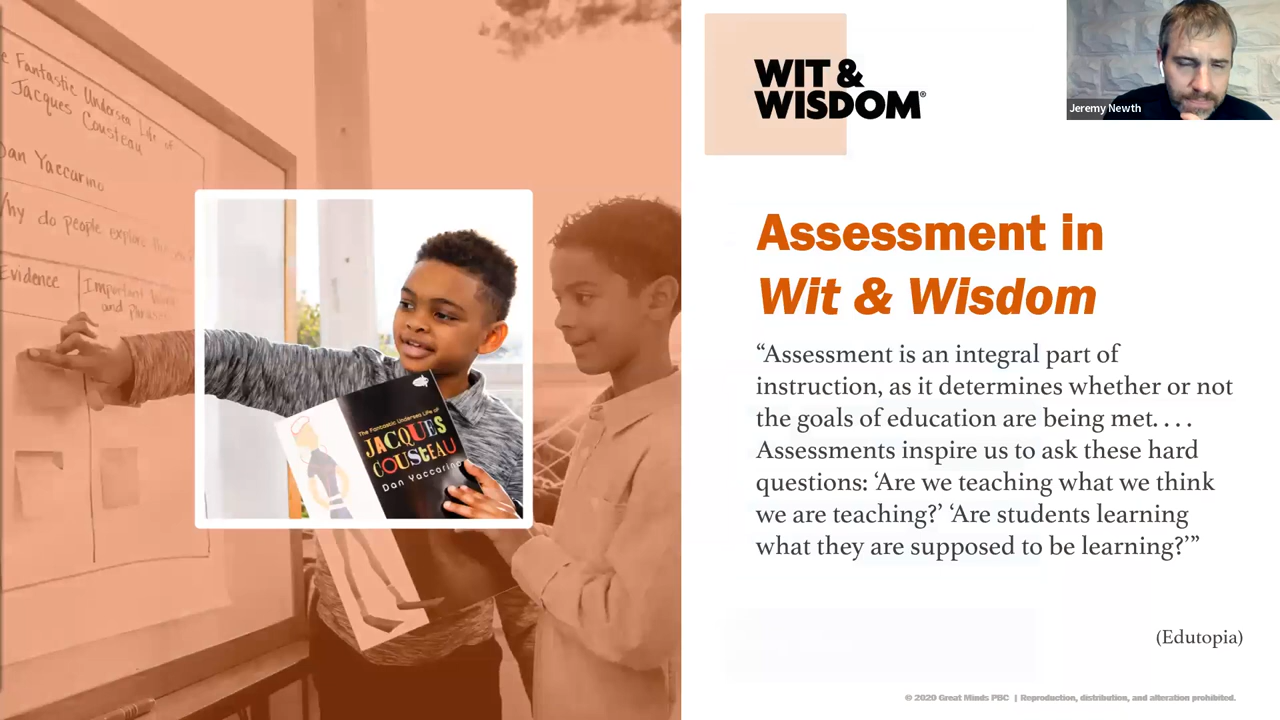 e Fantastic Undersea Life of
Jacques Cousteau
Dan Yaccarino
Why do people explore
Evidence
Important
and Phrases
The Fantastic Undersea Life of
JACQUES
COUSTEAU
Dan Yaccarino
WIT &
WISDOM®
Jeremy Newth
Assessment in
Wit & Wisdom
“Assessment is an integral part of
instruction, as it determines whether or not
the goals of education are being met. . . .
Assessments inspire us to ask these hard
questions: ‘Are we teaching what we think
we are teaching?’ ‘Are students learning
what they are supposed to be learning?’”
(Edutopia)
© 2020 Great Minds PBC | Reproduction, distribution, and alteration prohibited.